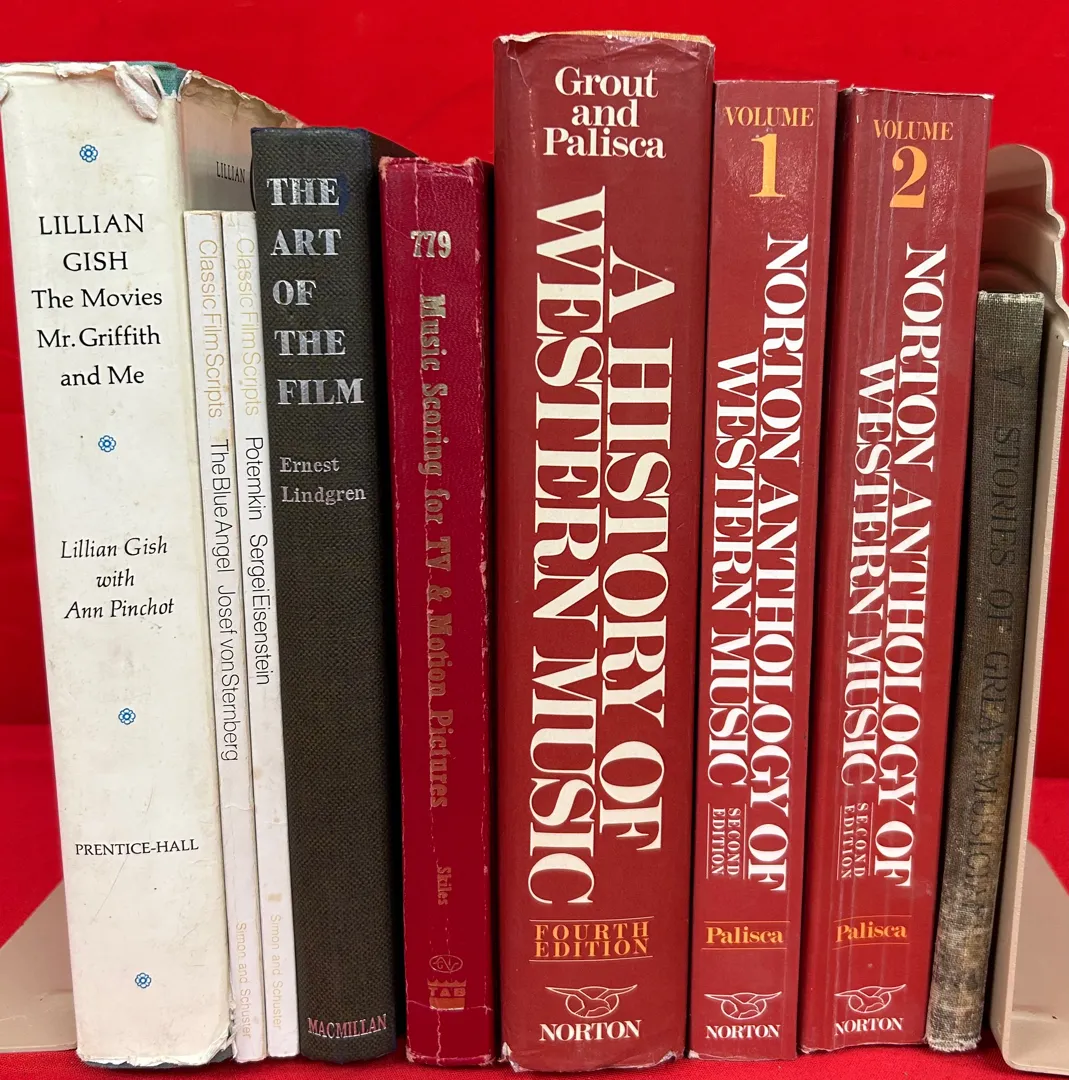 LILLIAN
GISH
The Movies
Mr. Griffith
and Me
Lillian Gish
with
Ann Pinchot
PRENTICE-HALL
LILLIAN
Classic Film Scripts The Blue Angel Josef von Sternberg
Simon and Schuster
Classic Film Scripts Potemkin Sergei Eisenstein
Simon and Schuster
THE
ART
OF
THE
FILM
Ernest
Lindgren
MACMILLAN
779
Music Scoring for TV & Motion Pictures
Skiles
TAB
Grout
and
Palisca
A HISTORY OF
WESTERN MUSIC
FOURTH
EDITION
NORTON
VOLUME
1
NORTON ANTHOLOGY OF
WESTERN MUSIC
SECOND
EDITION
Palisca
NORTON
VOLUME
2
NORTON ANTHOLOGY OF
WESTERN MUSIC
SECOND
EDITION
Palisca
NORTON
STORIES OF GREAT